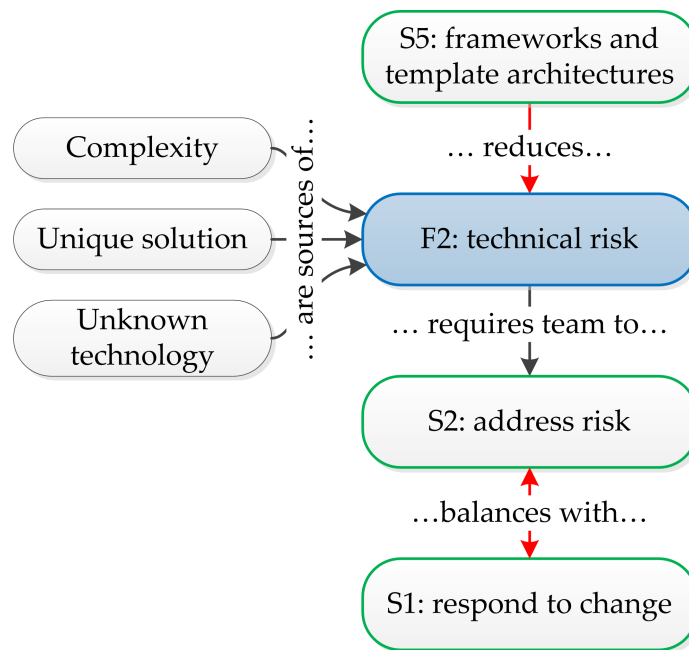 S5: frameworks and
template architectures
… reduces…
Complexity
Unique solution
Unknown
technology
… are sources of…
F2: technical risk
… requires team to…
S2: address risk
…balances with…
S1: respond to change